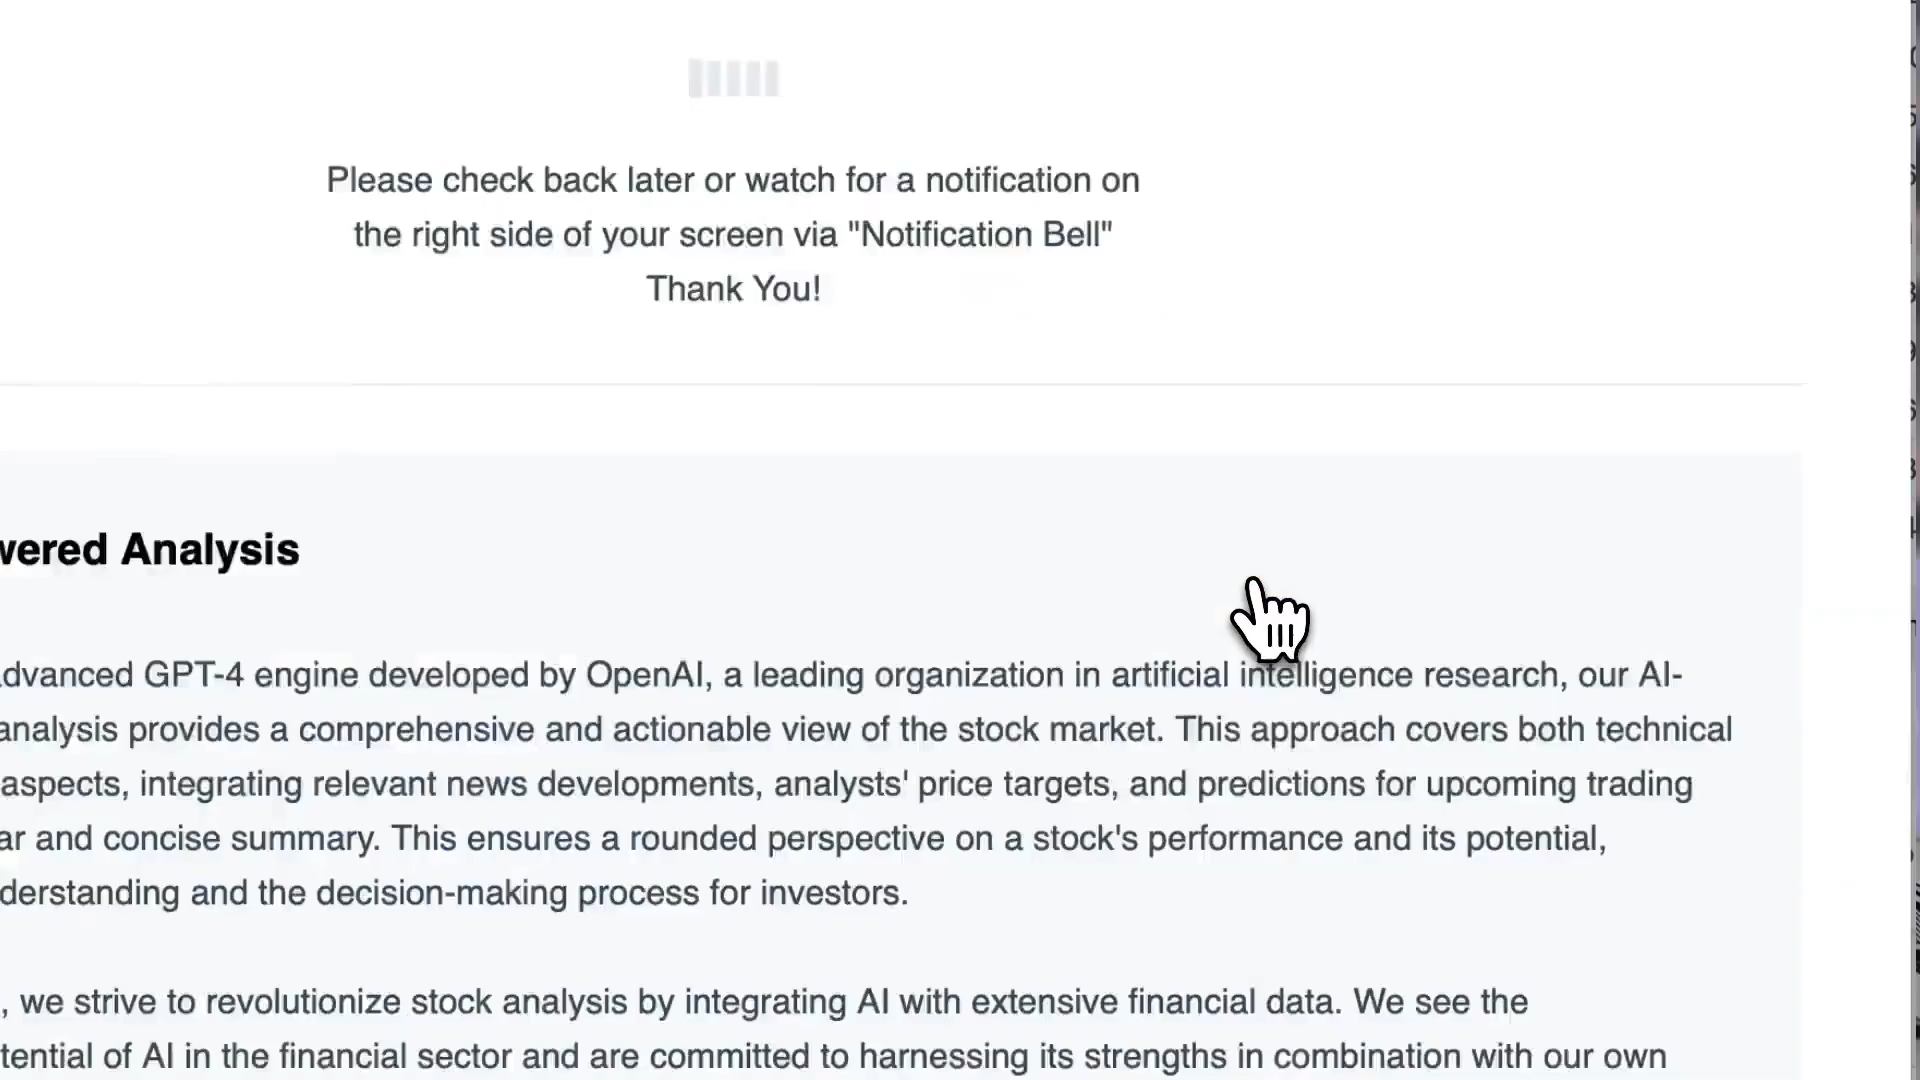 Please check back later or watch for a notification on
the right side of your screen via "Notification Bell"
Thank You!
wered Analysis
dvanced GPT-4 engine developed by OpenAI, a leading organization in artificial intelligence research, our AI-
analysis provides a comprehensive and actionable view of the stock market. This approach covers both technical
aspects, integrating relevant news developments, analysts' price targets, and predictions for upcoming trading
ar and concise summary. This ensures a rounded perspective on a stock's performance and its potential,
derstanding and the decision-making process for investors.
, we strive to revolutionize stock analysis by integrating AI with extensive financial data. We see the
tential of AI in the financial sector and are committed to harnessing its strengths in combination with our own